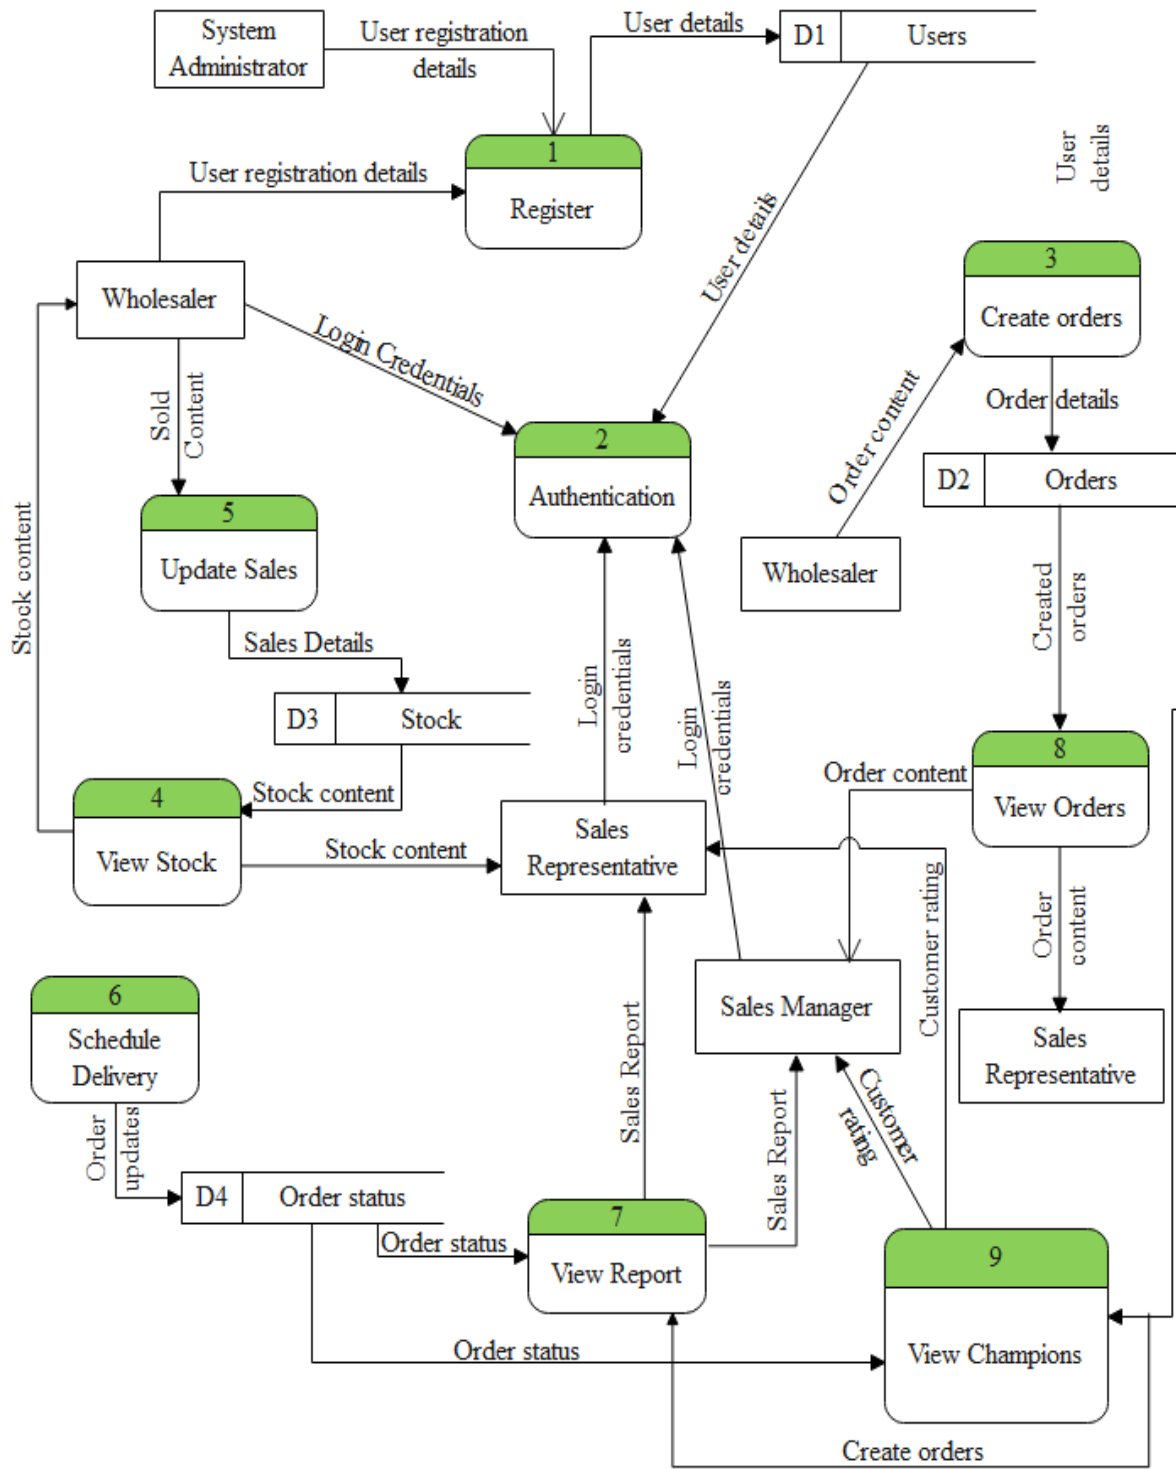 System
Administrator
User registration
details
User details
D1
Users
1
Register
User registration details
User
details
User details
3
Create orders
Wholesaler
Login Credentials
Sold
Content
Order content
Order details
2
Authentication
D2
Orders
5
Update Sales
Wholesaler
Stock content
Created
orders
Sales Details
Login
credentials
Login
credentials
D3
Stock
8
View Orders
Order content
4
View Stock
Stock content
Stock content
Sales
Representative
Customer rating
Order
content
6
Schedule
Delivery
Sales Manager
Sales
Representative
Sales Report
Customer
rating
Order
updates
Sales Report
D4
Order status
7
View Report
Order status
9
View Champions
Order status
Create orders